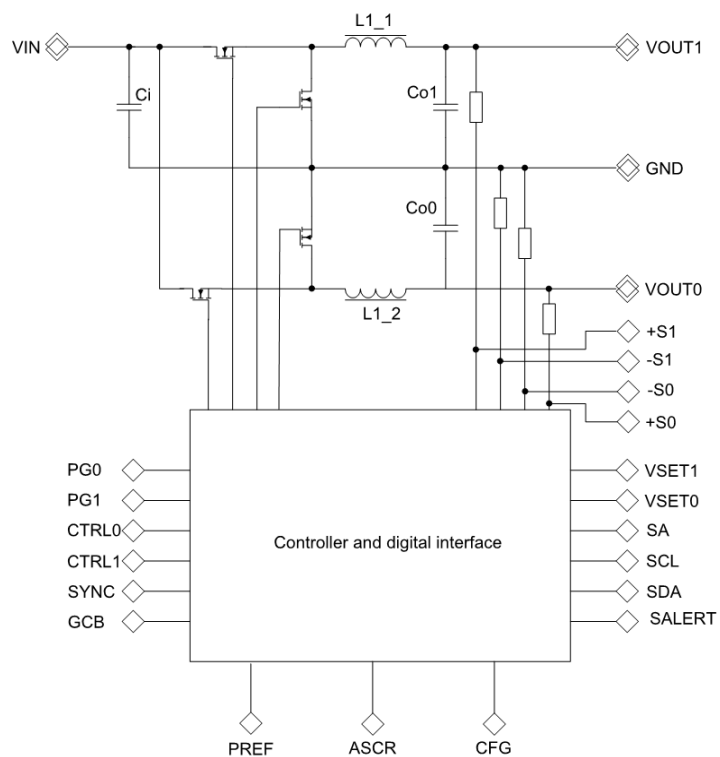 L1_1
VIN
VOUT1
Ci
Co1
GND
Co0
VOUT0
L1_2
+S1
-S1
-S0
+S0
PG0
PG1
CTRL0
CTRL1
SYNC
GCB
Controller and digital interface
VSET1
VSET0
SA
SCL
SDA
SALERT
PREF
ASCR
CFG